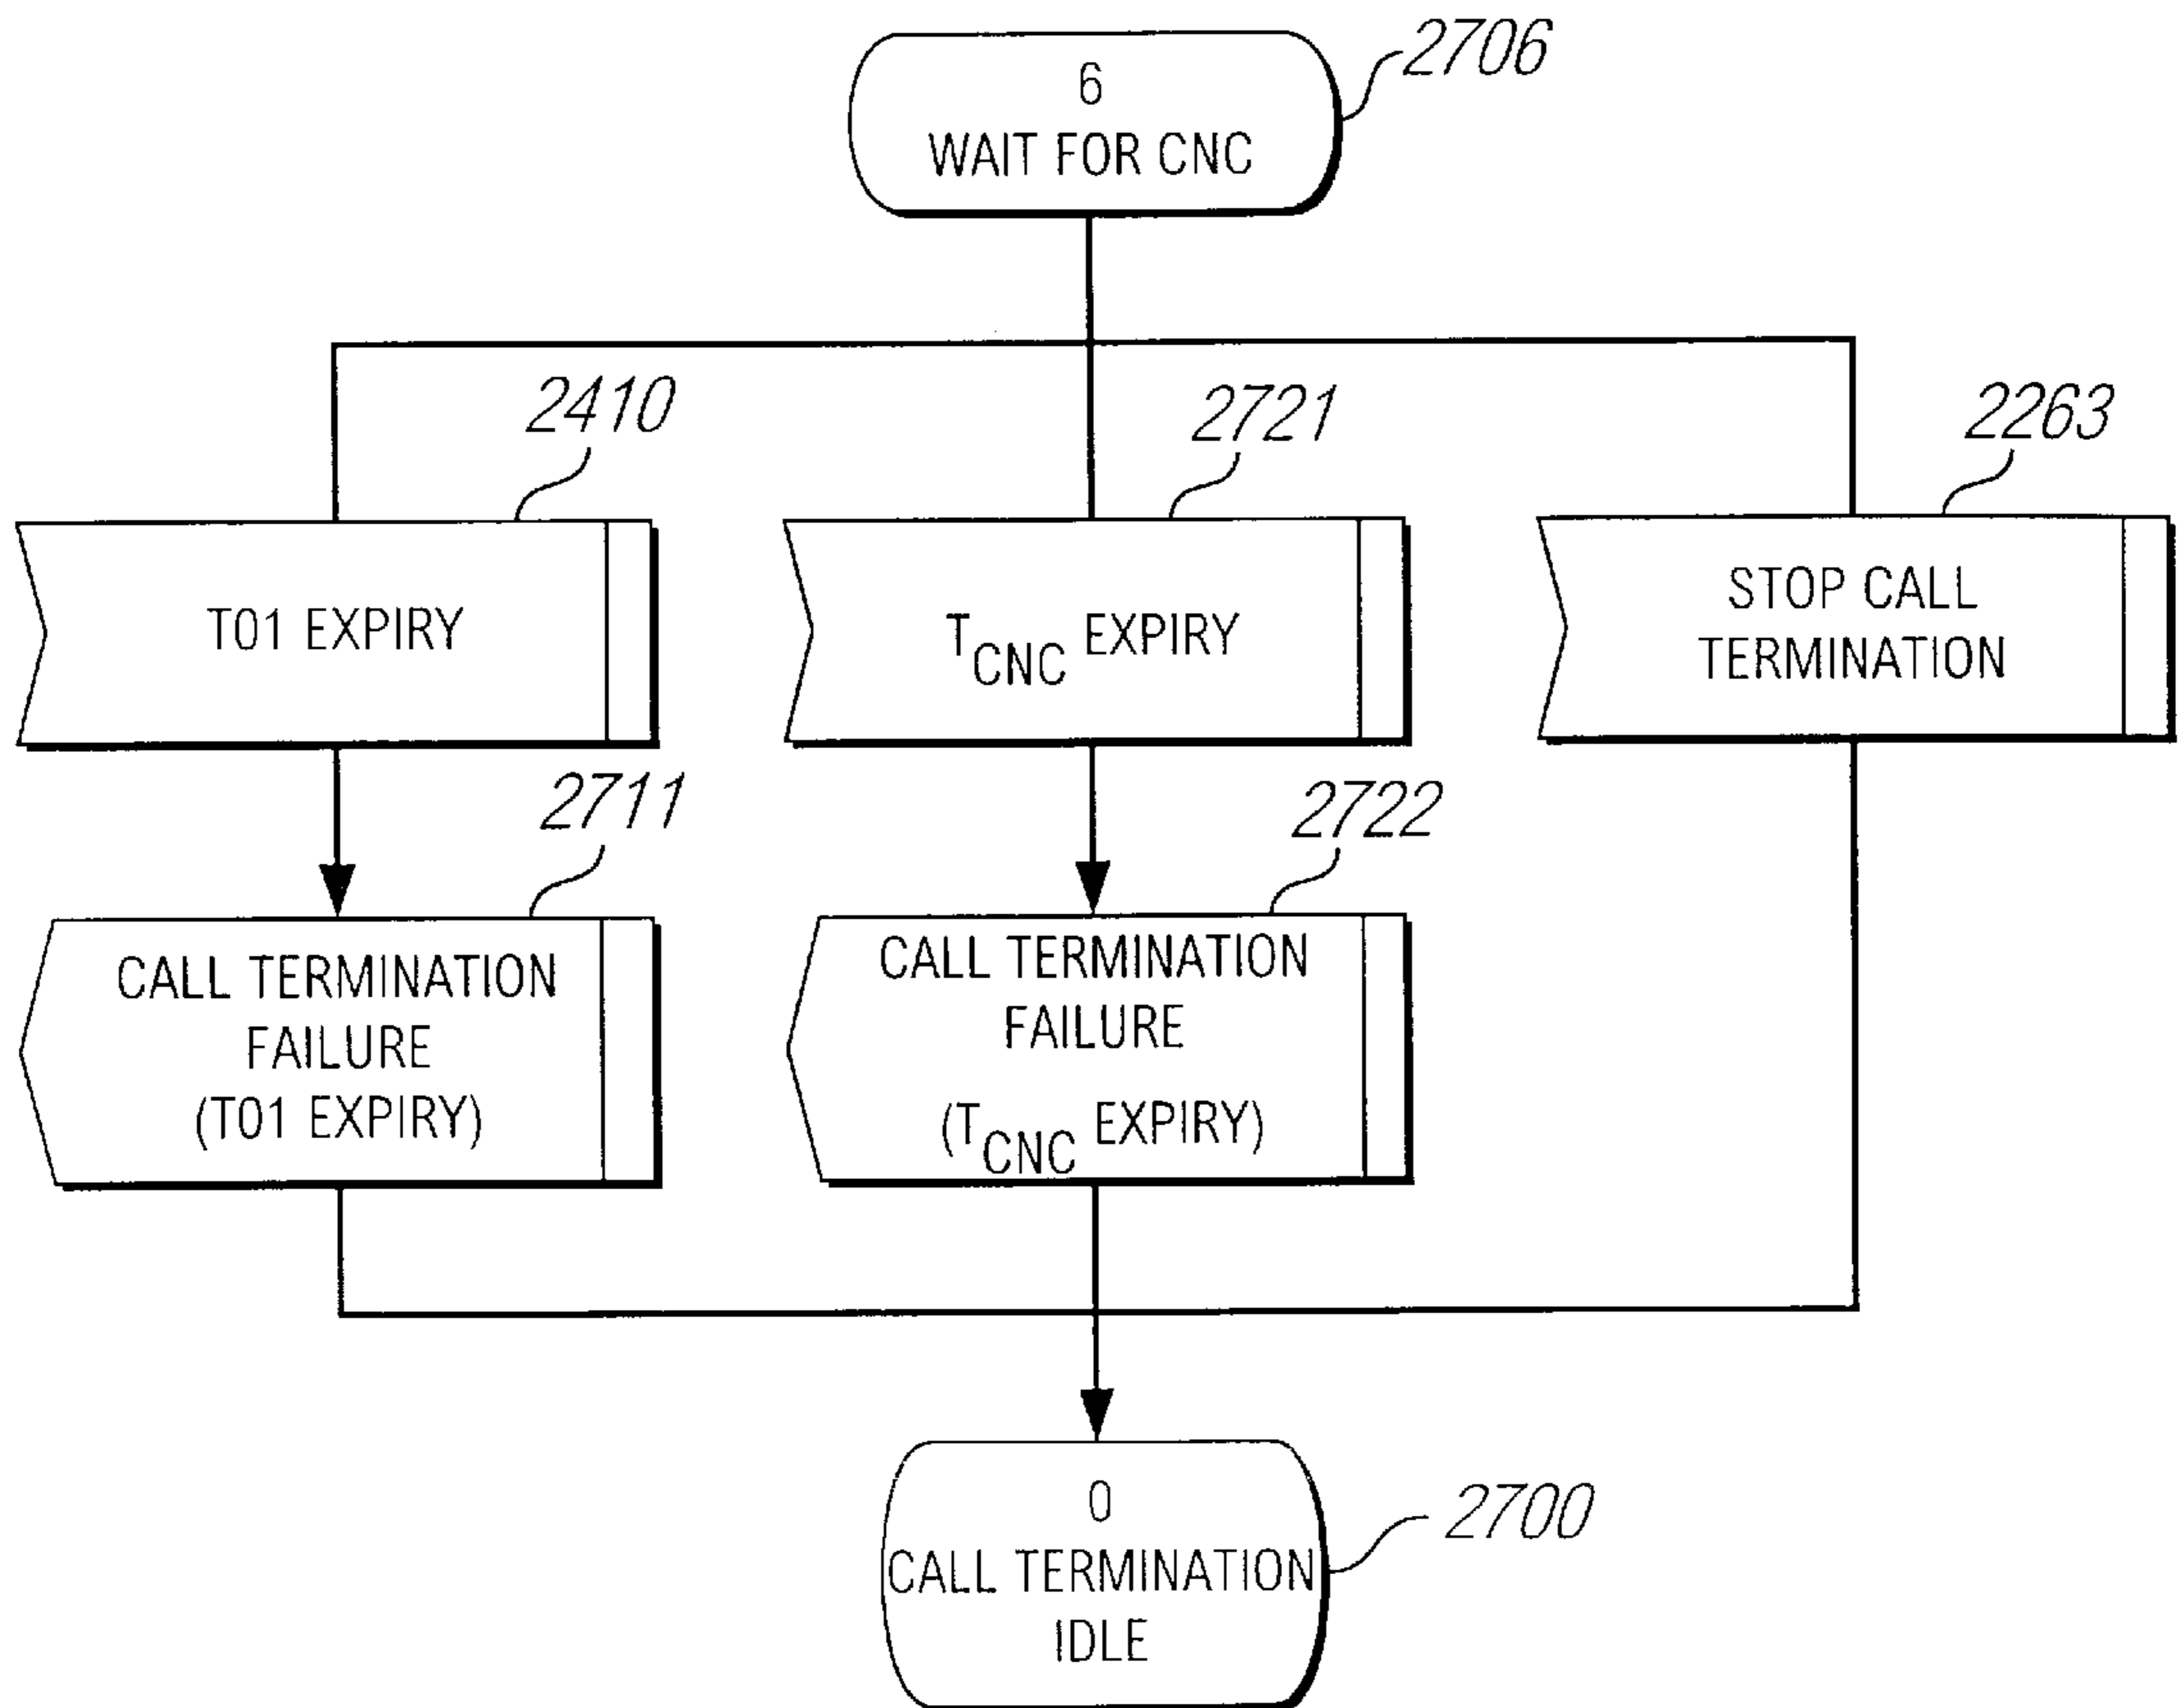 2706
6
WAIT FOR CNC
2410
2721
2263
T01 EXPIRY
TCNC EXPIRY
STOP CALL
TERMINATION
2711
2722
CALL TERMINATION
FAILURE
(T01 EXPIRY)
CALL TERMINATION
FAILURE
(TCNC EXPIRY)
0
CALL TERMINATION
IDLE
2700